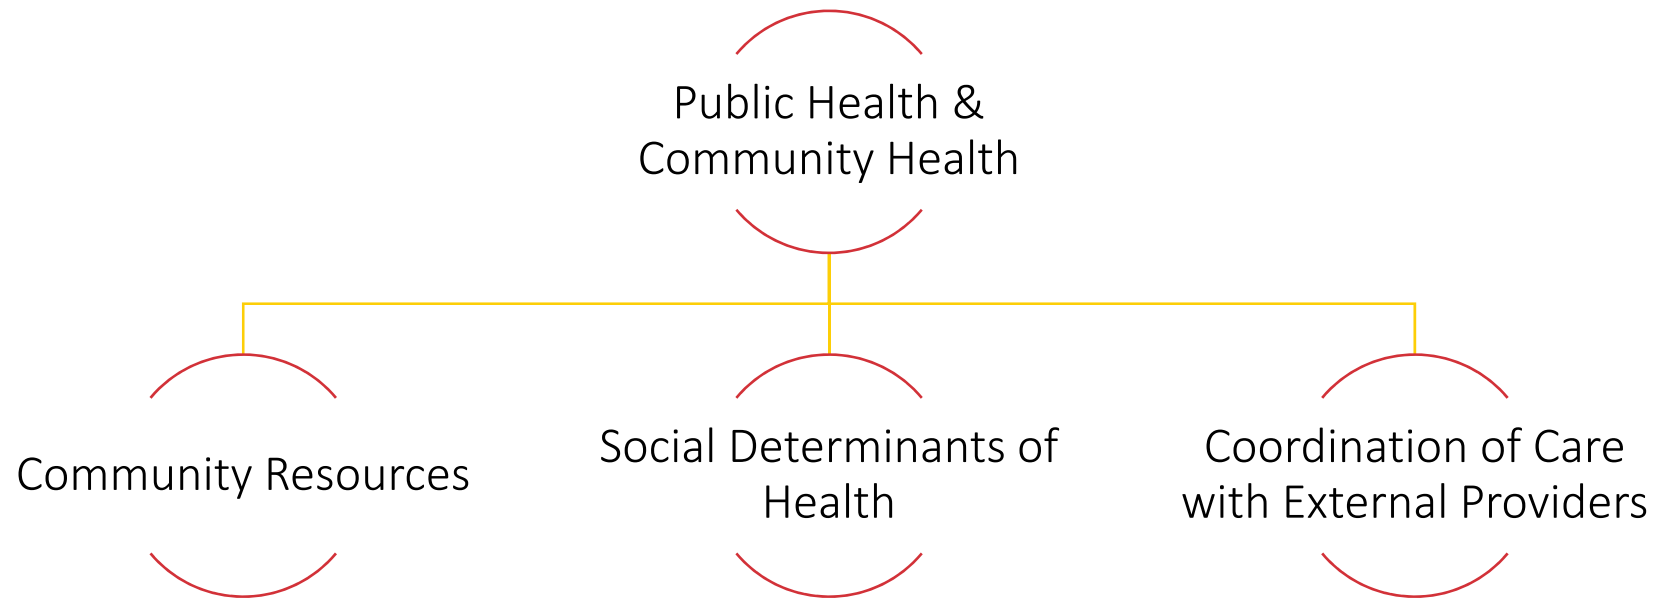 Public Health &
Community Health
Community Resources
Social Determinants of
Health
Coordination of Care
with External Providers